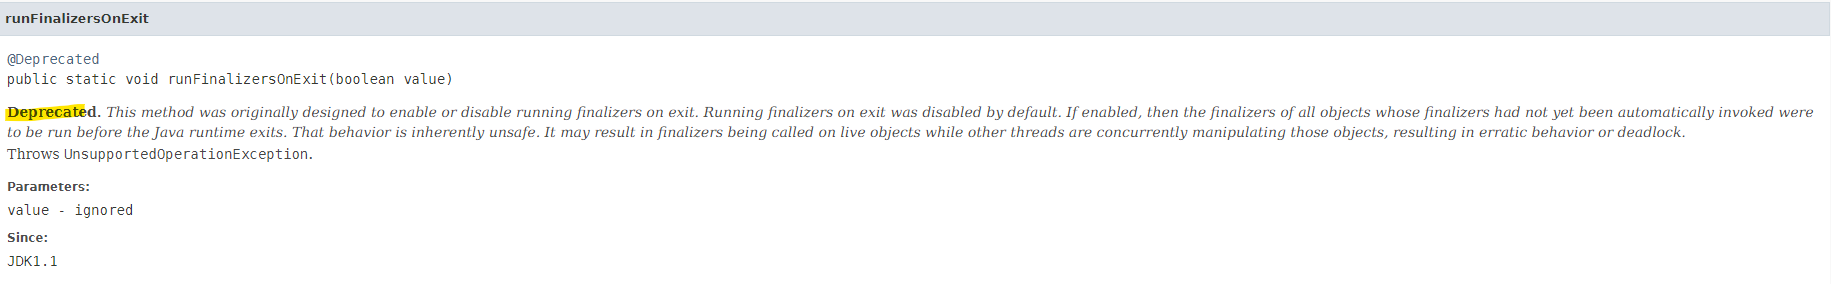 runFinalizersOnExit
@Deprecated
public static void runFinalizersOnExit(boolean value)
Deprecated. This method was originally designed to enable or disable running finalizers on exit. Running finalizers on exit was disabled by default. If enabled, then the finalizers of all objects whose finalizers had not yet been automatically invoked were
to be run before the Java runtime exits. That behavior is inherently unsafe. It may result in finalizers being called on live objects while other threads are concurrently manipulating those objects, resulting in erratic behavior or deadlock.
Throws UnsupportedOperationException.
Parameters:
value - ignored
Since:
JDK1.1